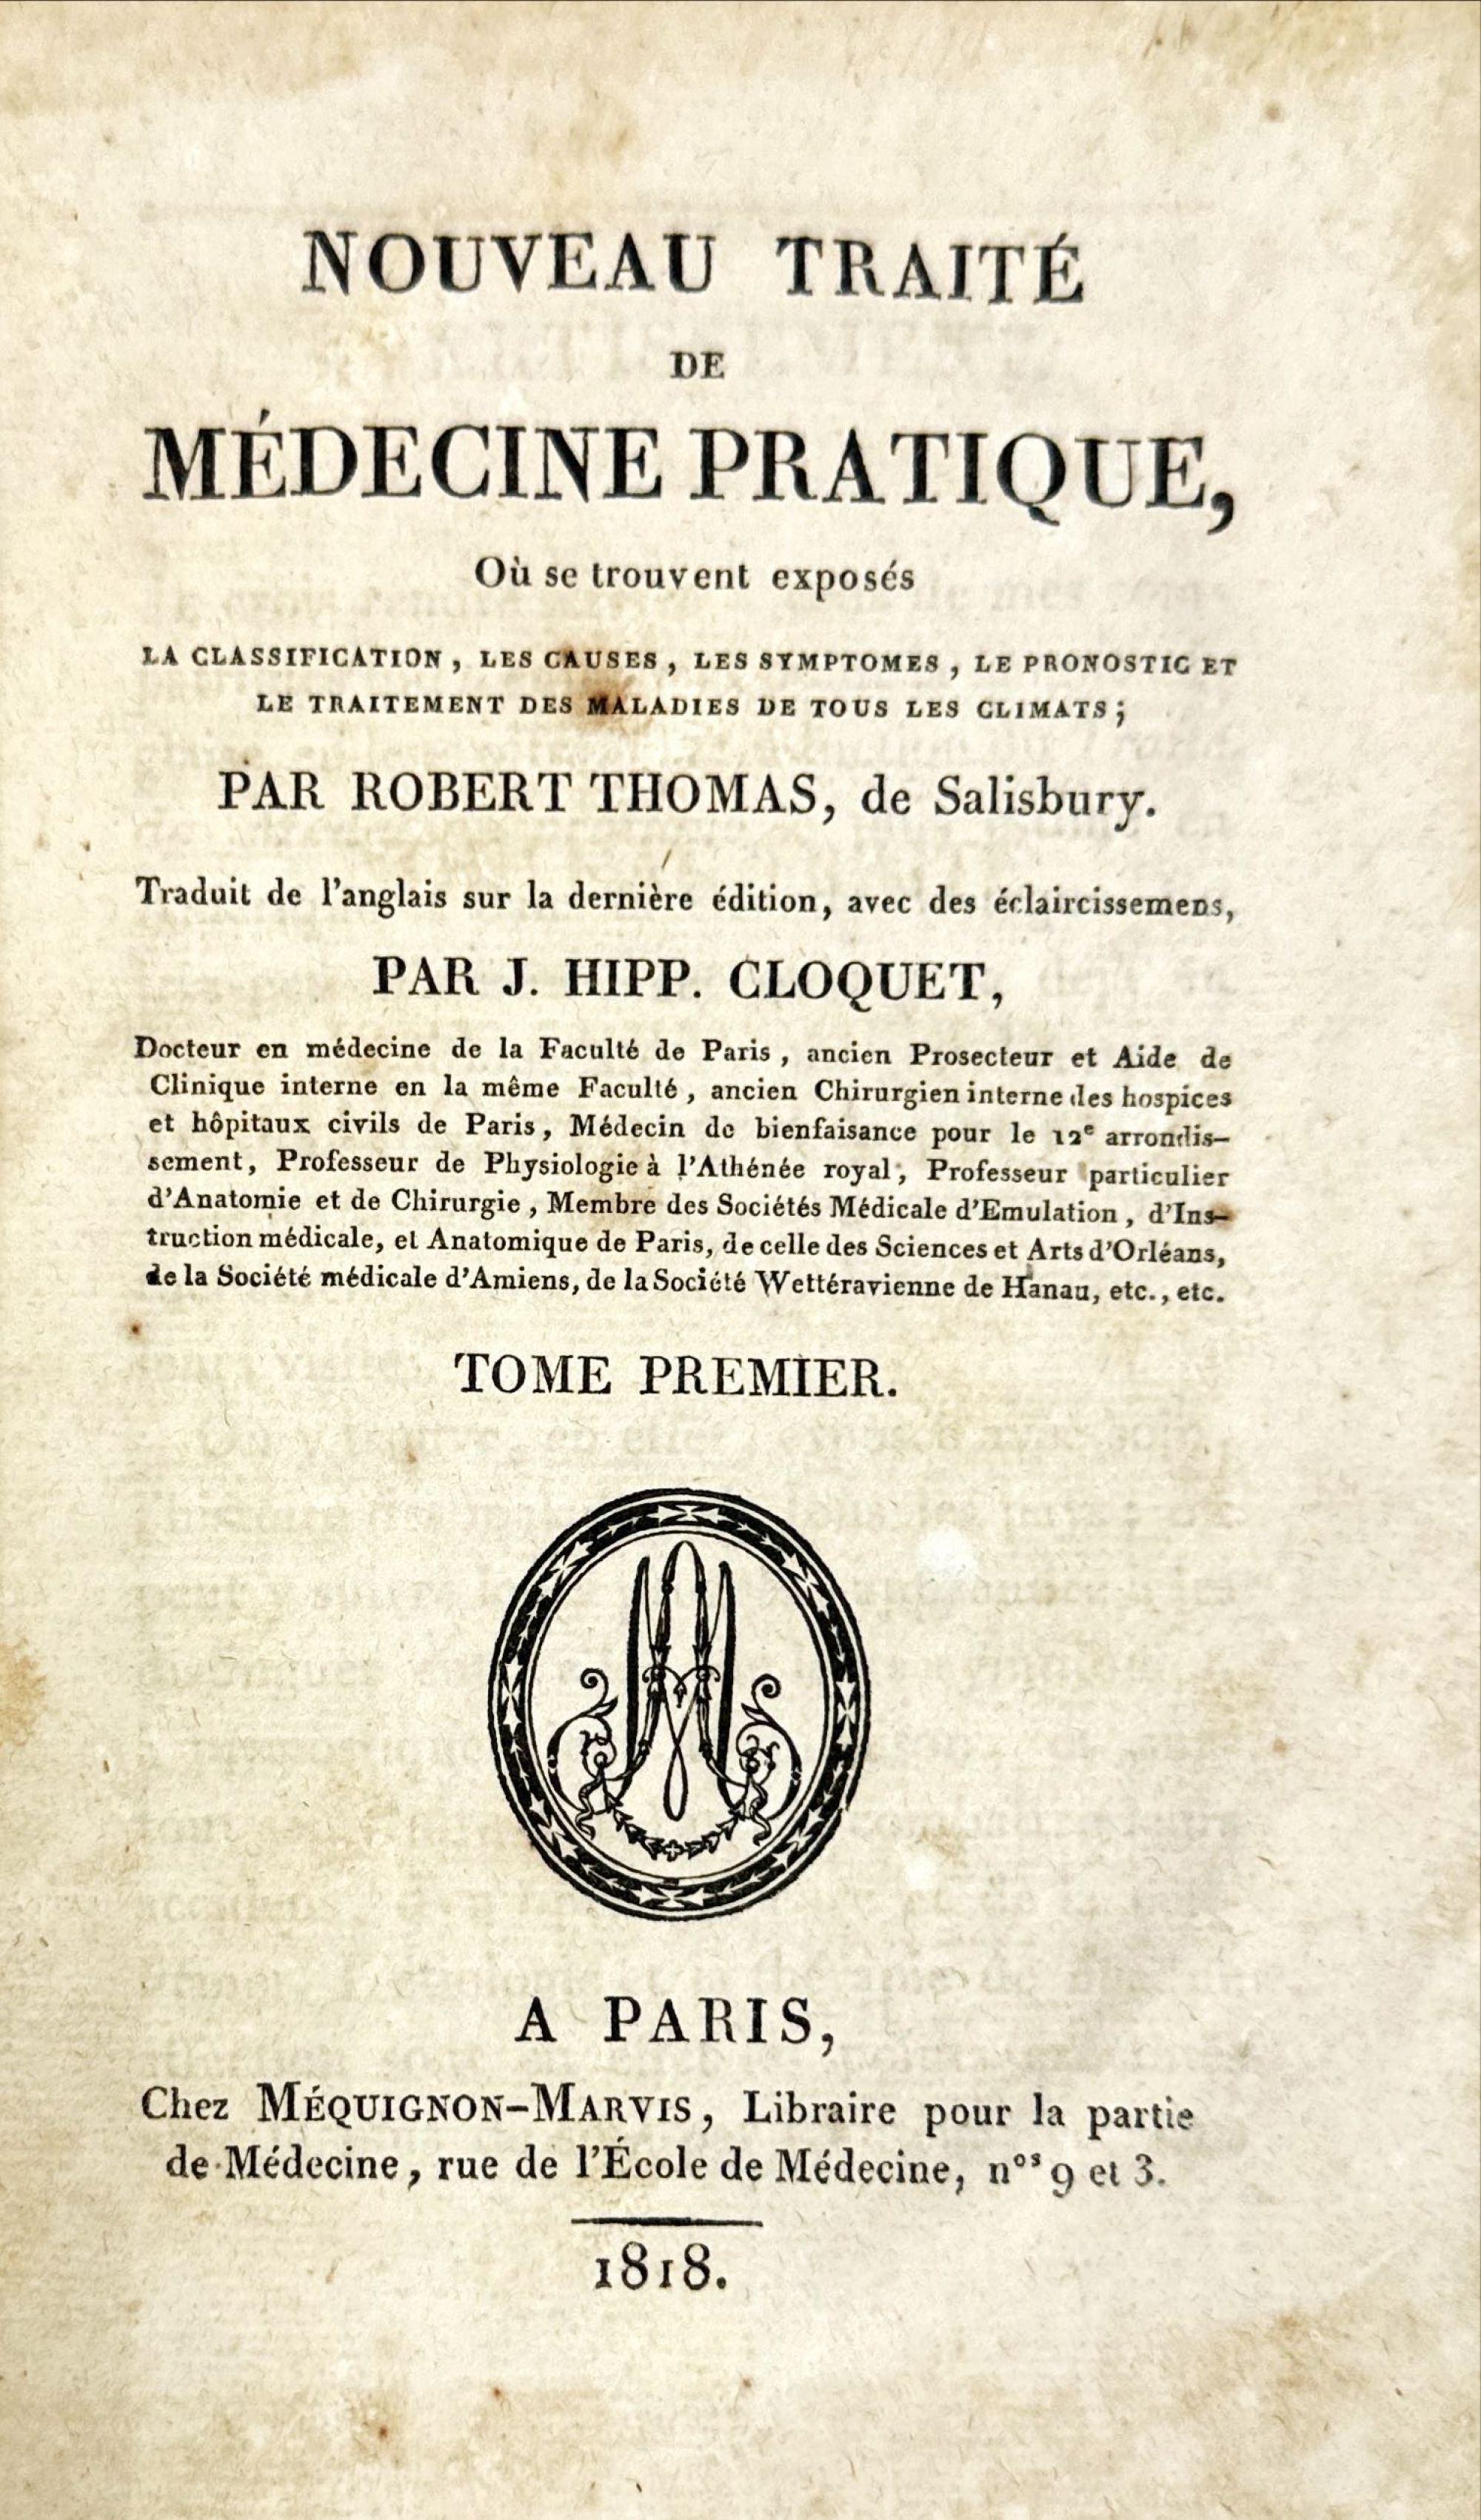 NOUVEAU TRAITÉ
DE
MÉDECINE PRATIQUE,
Où se trouvent exposés
LA CLASSIFICATION, LES CAUSES, LES SYMPTOMES, LE PRONOSTIC ET
LE TRAITEMENT DES MALADIES DE TOUS LES CLIMATS;
PAR ROBERT THOMAS, de Salisbury.
Traduit de l'anglais sur la dernière édition, avec des éclaircissemens,
PAR J. HIPP. CLOQUET,
Docteur en médecine de la Faculté de Paris, ancien Prosecteur et Aide de
Clinique interne en la même Faculté, ancien Chirurgien interne des hospices
et hôpitaux civils de Paris, Médecin de bienfaisance pour le 12e arrondis-
sement, Professeur de Physiologie à l'Athénée royal, Professeur particulier
d'Anatomie et de Chirurgie, Membre des Sociétés Médicale d'Emulation, d'Ins-
truction médicale, et Anatomique de Paris, de celle des Sciences et Arts d'Orléans,
de la Société médicale d'Amiens, de la Société Wettéravienne de Hanau, etc., etc.
TOME PREMIER.
A PARIS,
Chez MÉQUIGNON-MARVIS, Libraire pour la partie
de Médecine, rue de l'École de Médecine, nos 9 et 3.
1818.